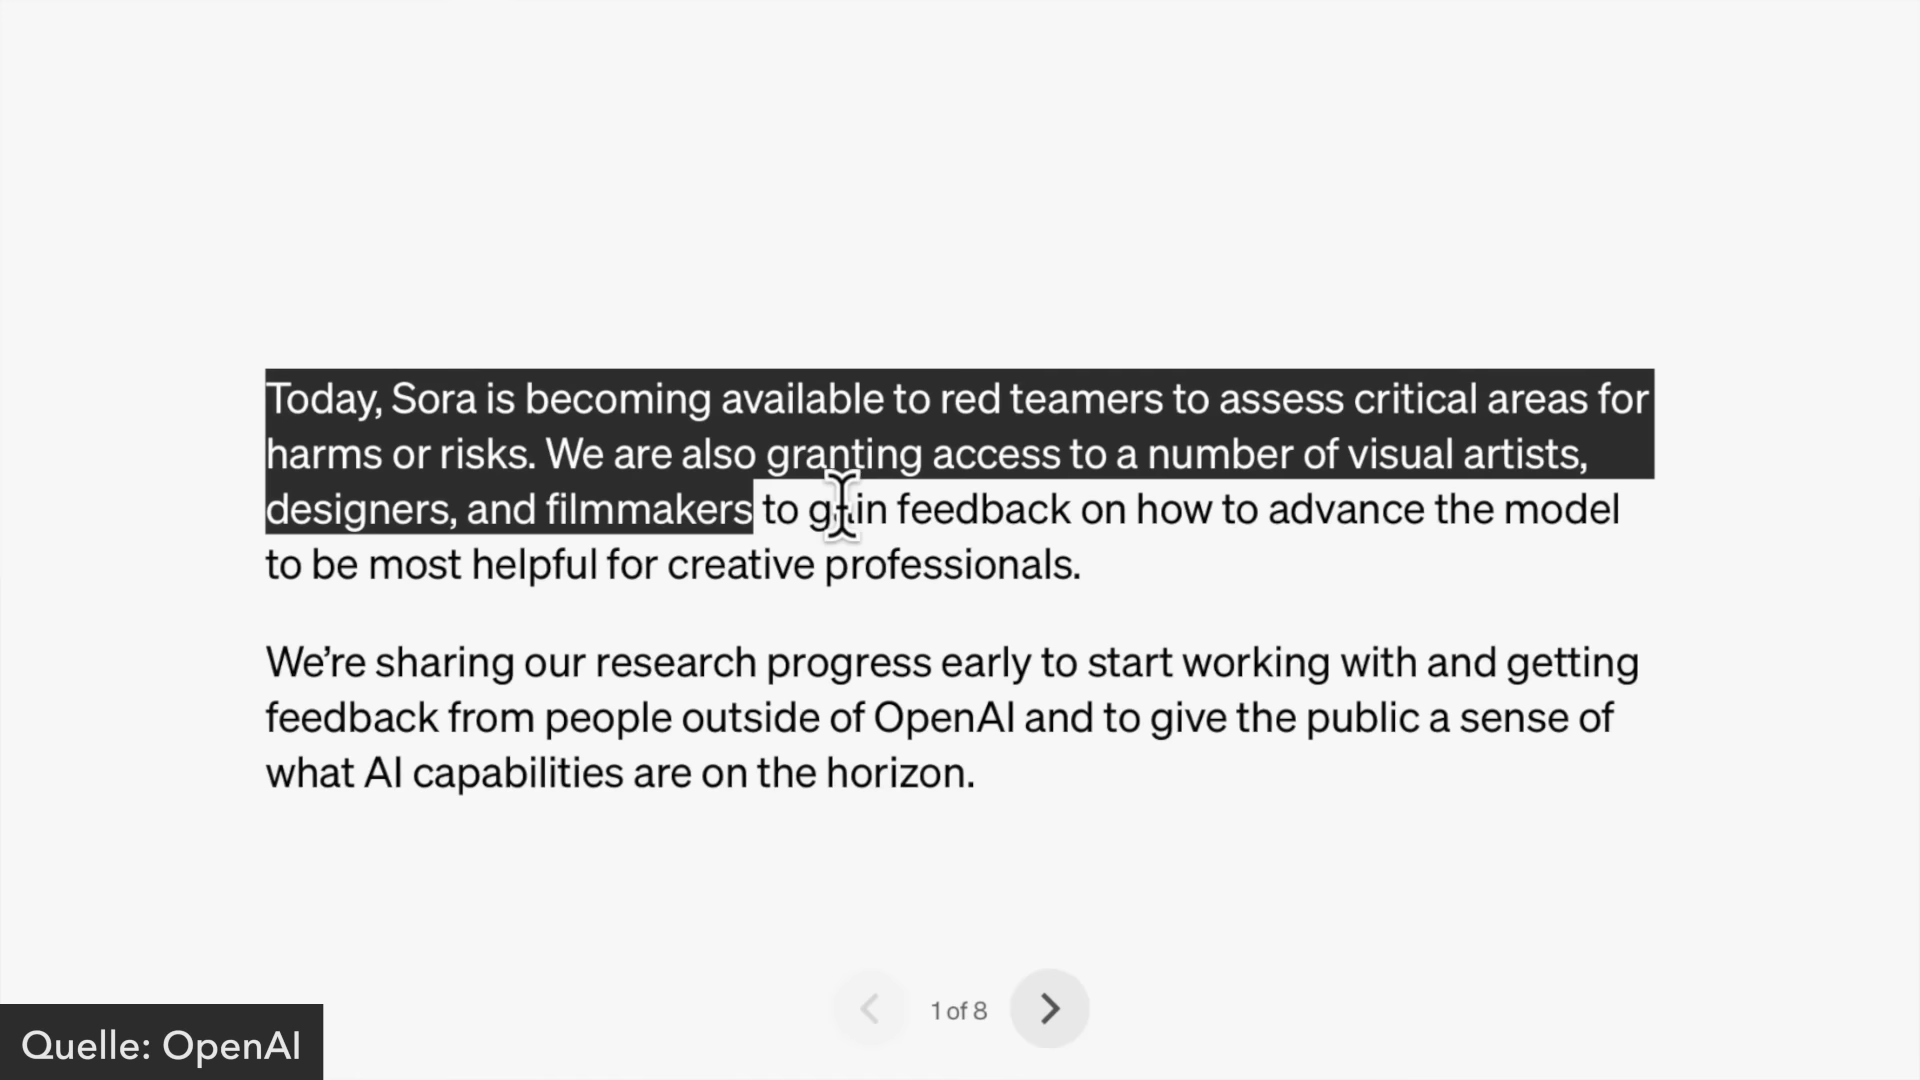 Today, Sora is becoming available to red teamers to assess critical areas for
harms or risks. We are also granting access to a number of visual artists,
designers, and filmmakers to gain feedback on how to advance the model
to be most helpful for creative professionals.
We’re sharing our research progress early to start working with and getting
feedback from people outside of OpenAI and to give the public a sense of
what AI capabilities are on the horizon.
1 of 8
Quelle: OpenAI